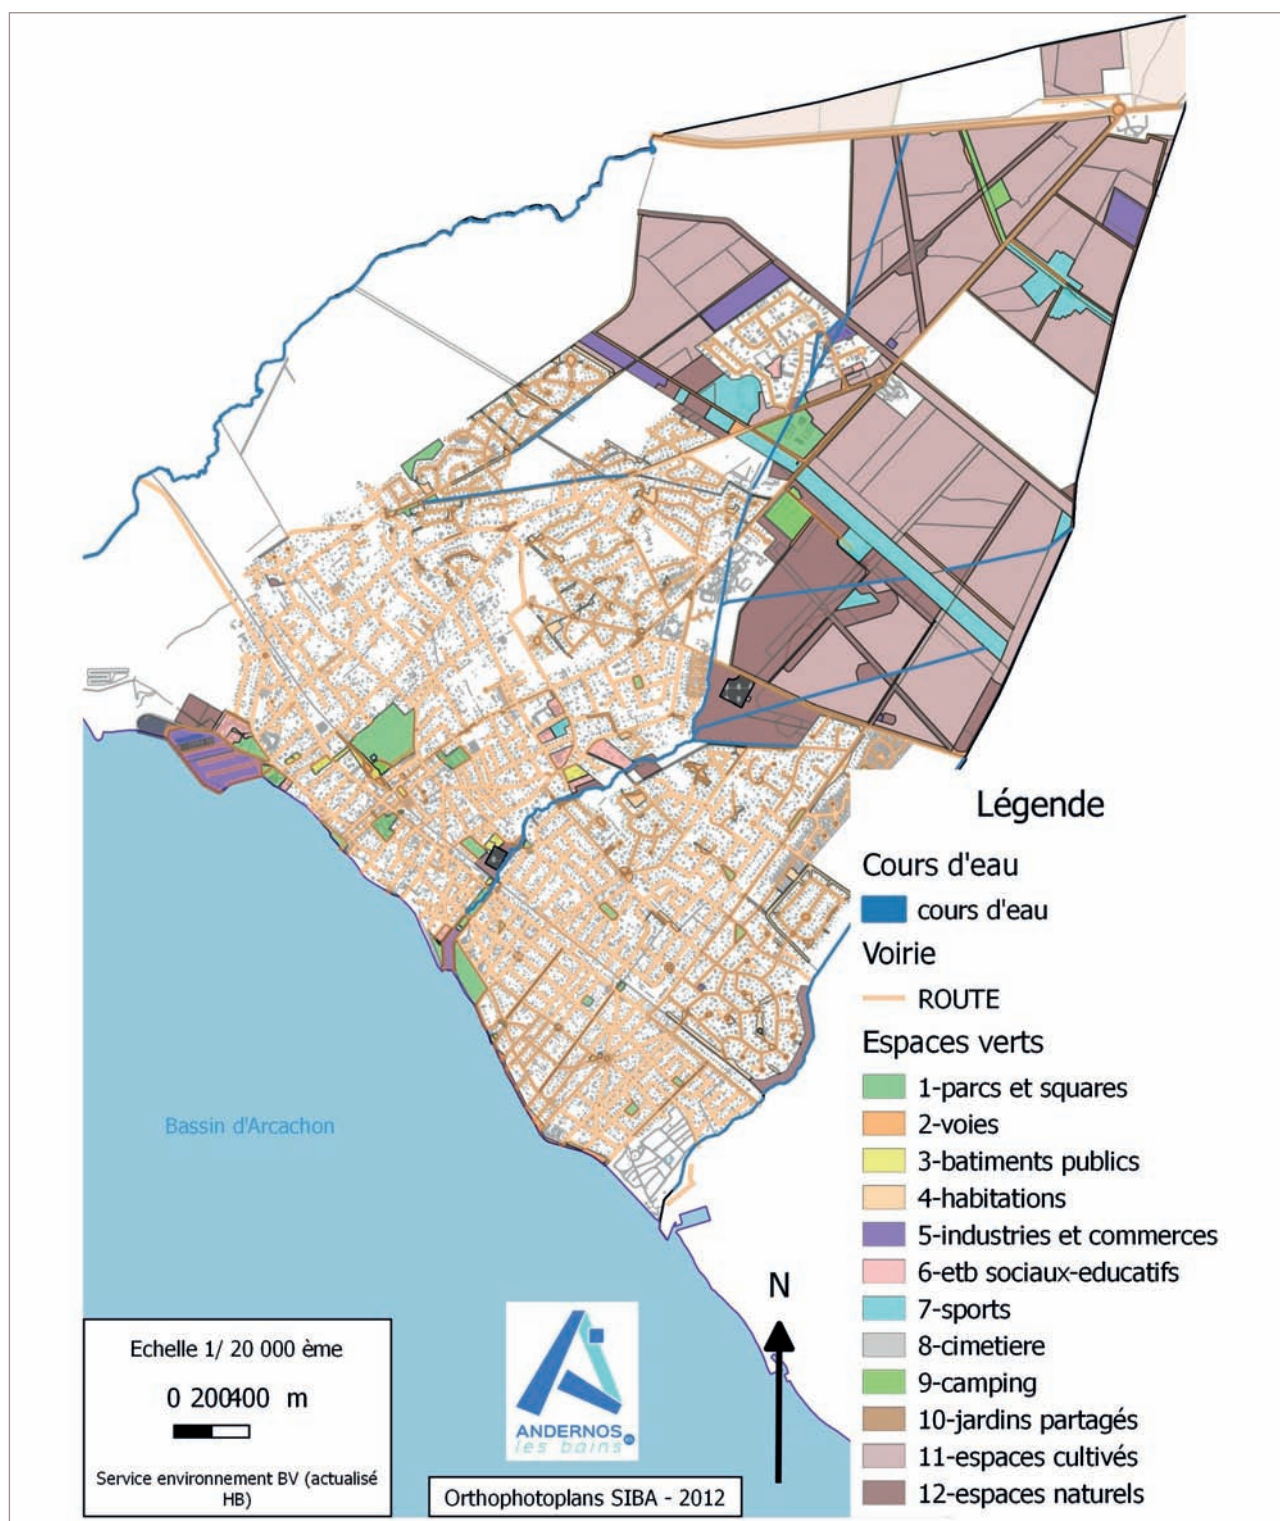 Légende
Cours d'eau
cours d'eau
Voirie
ROUTE
Espaces verts
1-parcs et squares
2-voies
3-batiments publics
4-habitations
5-industries et commerces
6-etb sociaux-educatifs
7-sports
8-cimetiere
9-camping
10-jardins partagés
11-espaces cultivés
12-espaces naturels
Bassin d'Arcachon
N
Echelle 1/ 20 000 ème
0 200400 m
Service environnement BV (actualisé
HB)
ANDERNOS
les bains
Orthophotoplans SIBA - 2012